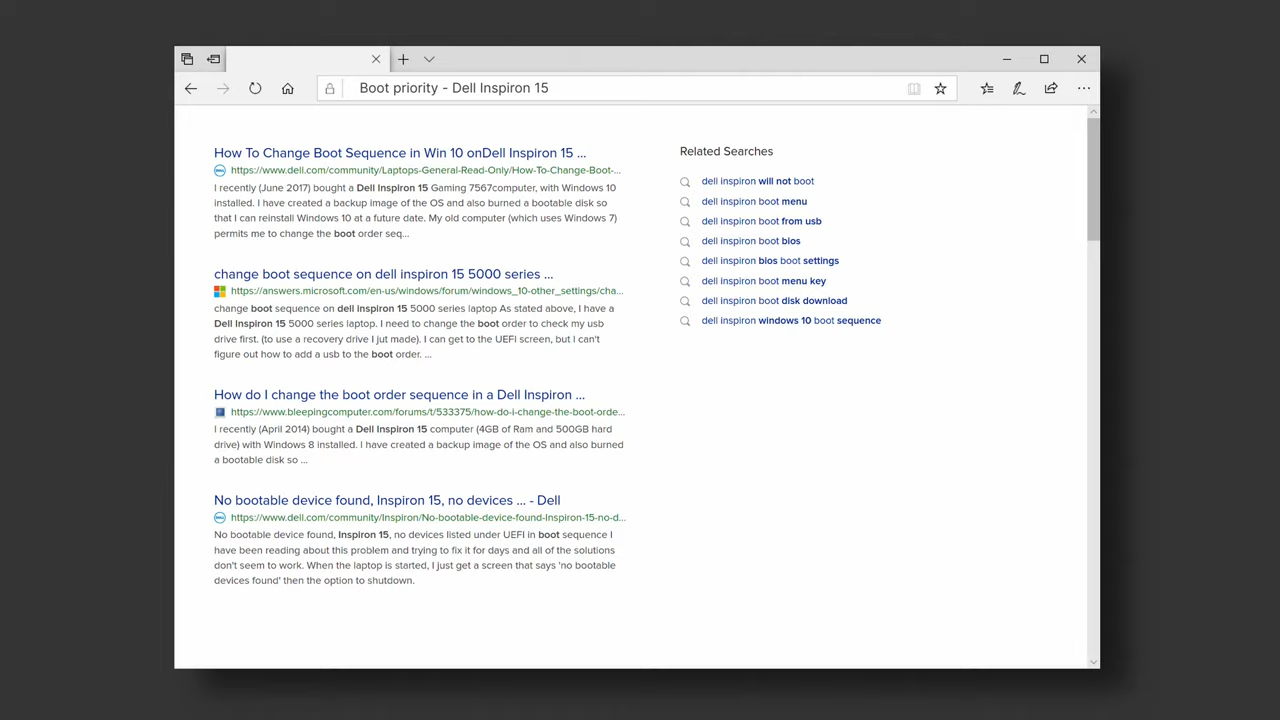 Boot priority - Dell Inspiron 15
How To Change Boot Sequence in Win 10 onDell Inspiron 15 ...
https://www.dell.com/community/Laptops-General-Read-Only/How-To-Change-Boot-...
I recently (June 2017) bought a Dell Inspiron 15 Gaming 7567computer, with Windows 10
installed. I have created a backup image of the OS and also burned a bootable disk so
that I can reinstall Windows 10 at a future date. My old computer (which uses Windows 7)
permits me to change the boot order seq...
change boot sequence on dell inspiron 15 5000 series ...
https://answers.microsoft.com/en-us/windows/forum/windows_10-other_settings/cha...
change boot sequence on dell inspiron 15 5000 series laptop As stated above, I have a
Dell Inspiron 15 5000 series laptop. I need to change the boot order to check my usb
drive first. (to use a recovery drive I jut made). I can get to the UEFI screen, but I can't
figure out how to add a usb to the boot order. ...
How do I change the boot order sequence in a Dell Inspiron ...
https://www.bleepingcomputer.com/forums/t/533375/how-do-i-change-the-boot-orde...
I recently (April 2014) bought a Dell Inspiron 15 computer (4GB of Ram and 500GB hard
drive) with Windows 8 installed. I have created a backup image of the OS and also burned
a bootable disk so ...
No bootable device found, Inspiron 15, no devices ... - Dell
https://www.dell.com/community/Inspiron/No-bootable-device-found-Inspiron-15-no-d...
No bootable device found, Inspiron 15, no devices listed under UEFI in boot sequence I
have been reading about this problem and trying to fix it for days and all of the solutions
don't seem to work. When the laptop is started, I just get a screen that says 'no bootable
devices found' then the option to shutdown.
Related Searches
dell inspiron will not boot
dell inspiron boot menu
dell inspiron boot from usb
dell inspiron boot bios
dell inspiron bios boot settings
dell inspiron boot menu key
dell inspiron boot disk download
dell inspiron windows 10 boot sequence